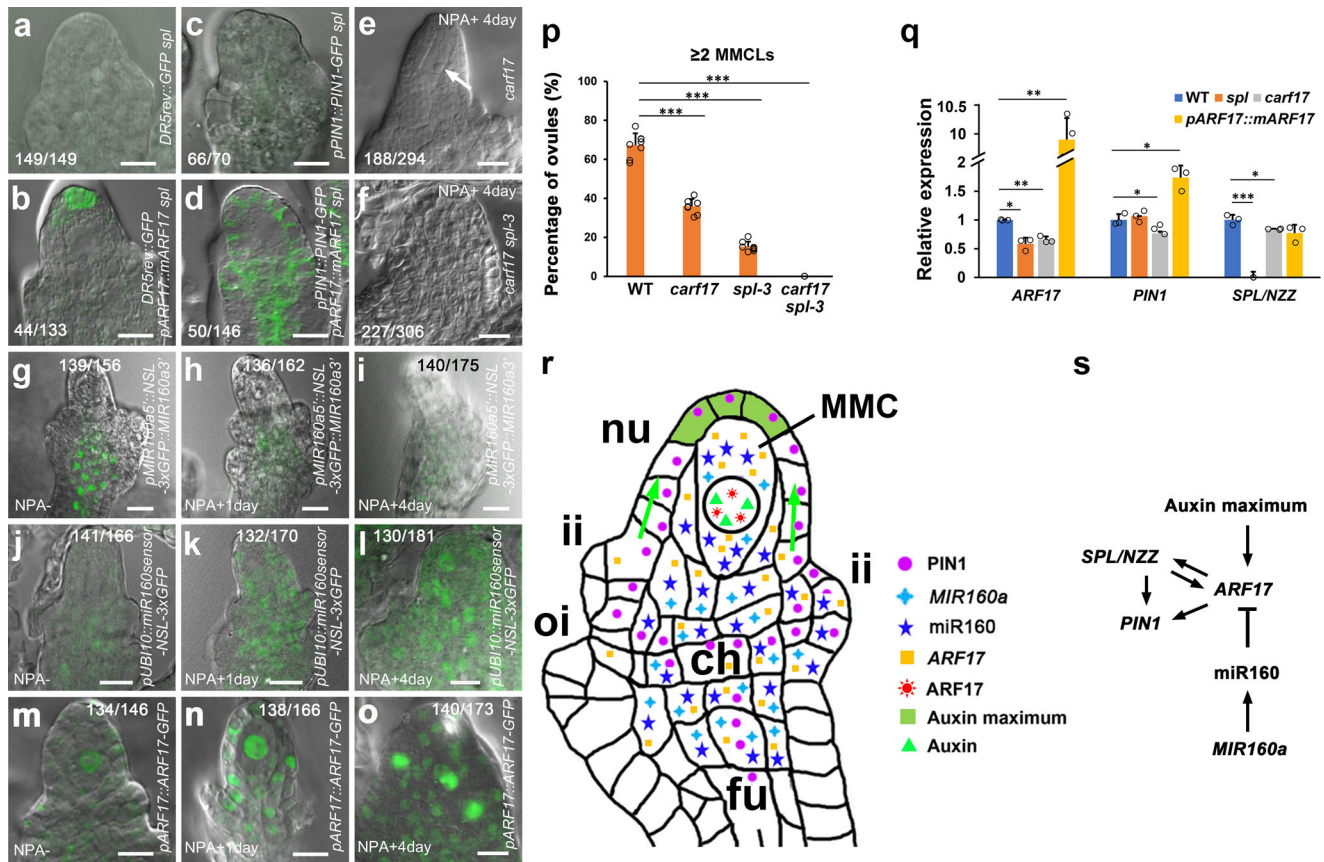 a
DR5rev::GFP spl
149/149
c
pPIN1::PIN1-GFP spl
66/70
e
NPA+ 4day
carf17
188/294
b
DR5rev::GFP
pARF17::mARF17 spl
44/133
d
pPIN1::PIN1-GFP
pARF17::mARF17 spl
50/146
f
NPA+ 4day
carf17 spl-3
227/306
g
139/156
pMIR160a5'::NSL
-3xGFP::MIR160a3'
NPA-
h
136/162
pMIR160a5'::NSL
-3xGFP::MIR160a3'
NPA+1day
i
140/175
pMIR160a5'::NSL
-3xGFP::MIR160a3'
NPA+4day
j
141/166
pUBI10::miR160sensor
-NSL-3xGFP
NPA-
k
132/170
pUBI10::miR160sensor
-NSL-3xGFP
NPA+1day
l
130/181
pUBI10::miR160sensor
-NSL-3xGFP
NPA+4day
m
134/146
pARF17::ARF17-GFP
NPA-
n
138/166
pARF17::ARF17-GFP
NPA+1day
o
140/173
pARF17::ARF17-GFP
NPA+4day
p
≥2 MMCLs
Percentage of ovules (%)
100
80
60
40
20
0
***
***
***
WT
carf17
spl-3
carf17
spl-3
q
WT spl carf17
pARF17::mARF17
Relative expression
10.5
10
2
1.5
1
0.5
0
**
**
*
*
*
*
***
ARF17
PIN1
SPL/NZZ
r
MMC
nu
ii
ii
oi
ch
fu
PIN1
MIR160a
miR160
ARF17
ARF17
Auxin maximum
Auxin
s
Auxin maximum
SPL/NZZ
ARF17
PIN1
miR160
MIR160a